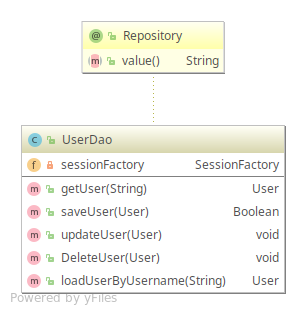 @ Repository
m value() String
C UserDao
f sessionFactory SessionFactory
m getUser(String) User
m saveUser(User) Boolean
m updateUser(User) void
m DeleteUser(User) void
m loadUserByUsername(String) User
Powered by yFiles